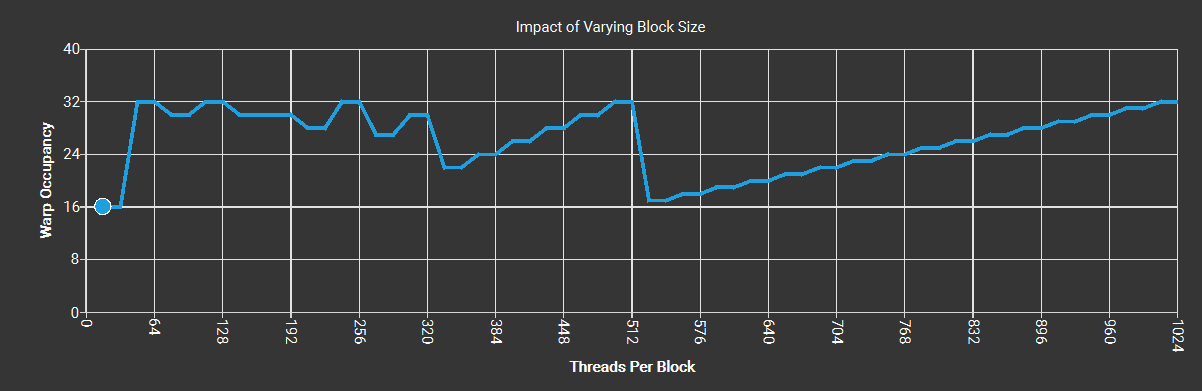 Impact of Varying Block Size
40
32
24
16
8
0
Warp Occupancy
0 64 128 192 256 320 384 448 512 576 640 704 768 832 896 960 1024
Threads Per Block